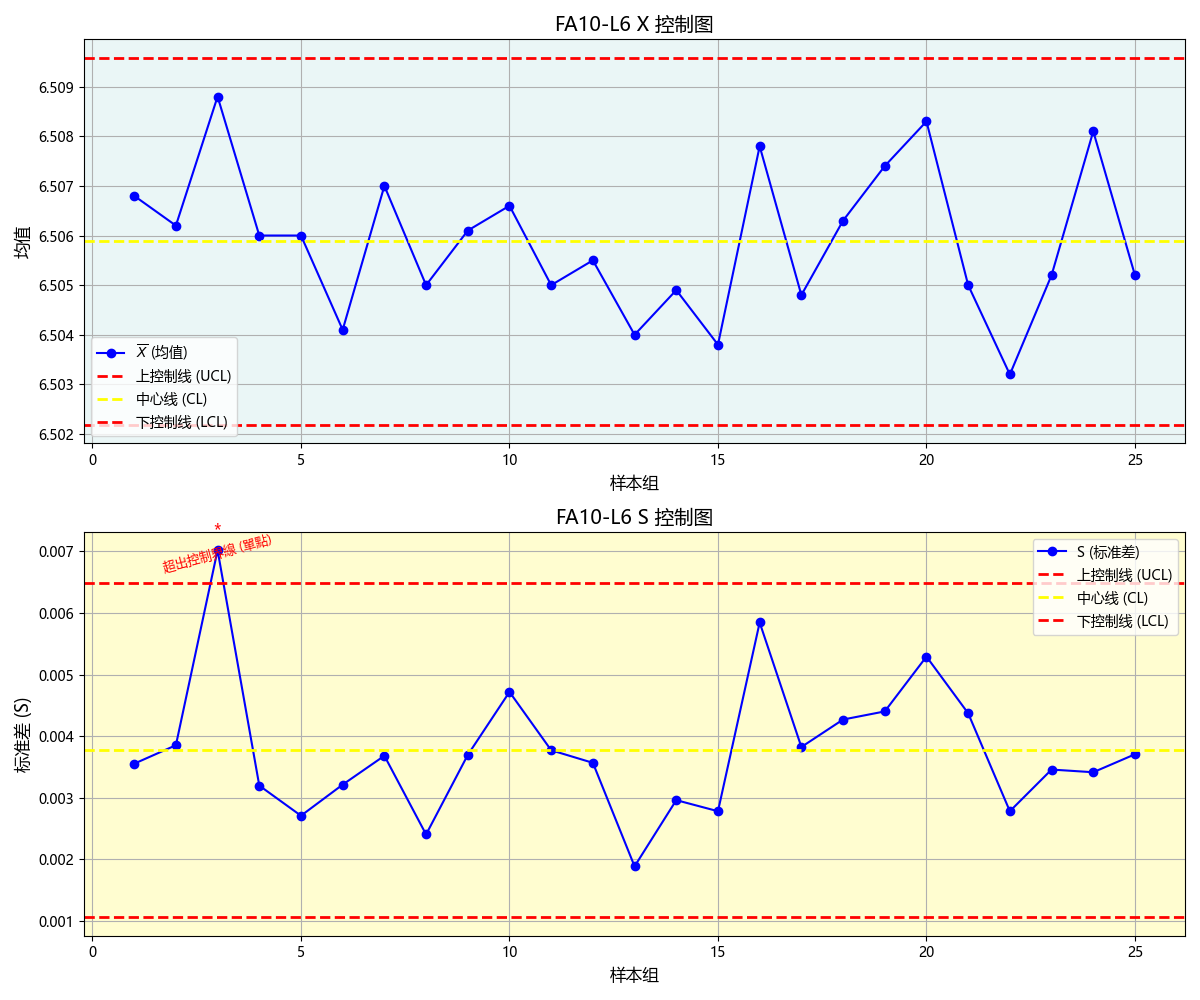 FA10-L6 X 控制图
6.509
6.508
6.507
6.506
6.505
6.504
6.503
6.502
均值
X (均值)
上控制线 (UCL)
中心线 (CL)
下控制线 (LCL)
0 5 10 15 20 25
样本组
FA10-L6 S 控制图
*
超出控制界線 (單點)
0.007
0.006
0.005
0.004
0.003
0.002
0.001
标准差 (S)
S (标准差)
上控制线 (UCL)
中心线 (CL)
下控制线 (LCL)
0 5 10 15 20 25
样本组